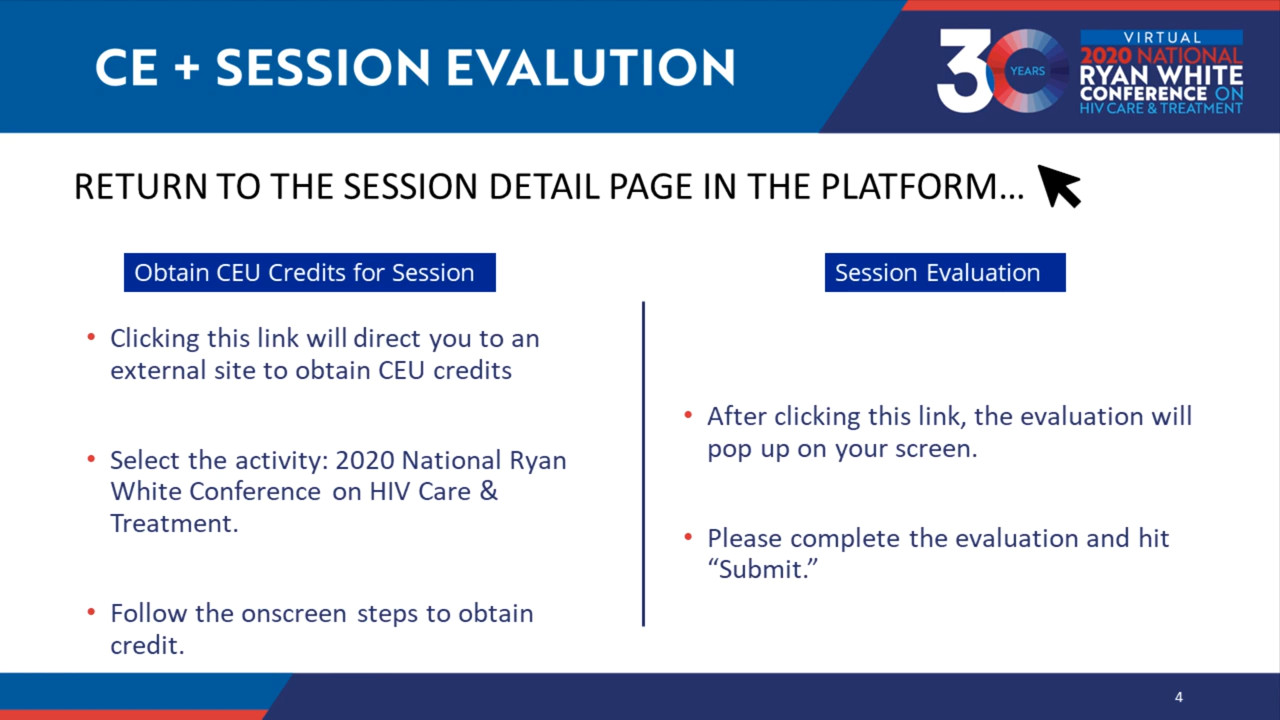 CE + SESSION EVALUTION
30
YEARS
VIRTUAL
2020 NATIONAL
RYAN WHITE
CONFERENCE ON
HIV CARE & TREATMENT
RETURN TO THE SESSION DETAIL PAGE IN THE PLATFORM...
Obtain CEU Credits for Session
• Clicking this link will direct you to an
external site to obtain CEU credits
• Select the activity: 2020 National Ryan
White Conference on HIV Care &
Treatment.
• Follow the onscreen steps to obtain
credit.
Session Evaluation
• After clicking this link, the evaluation will
pop up on your screen.
• Please complete the evaluation and hit
“Submit.”
4